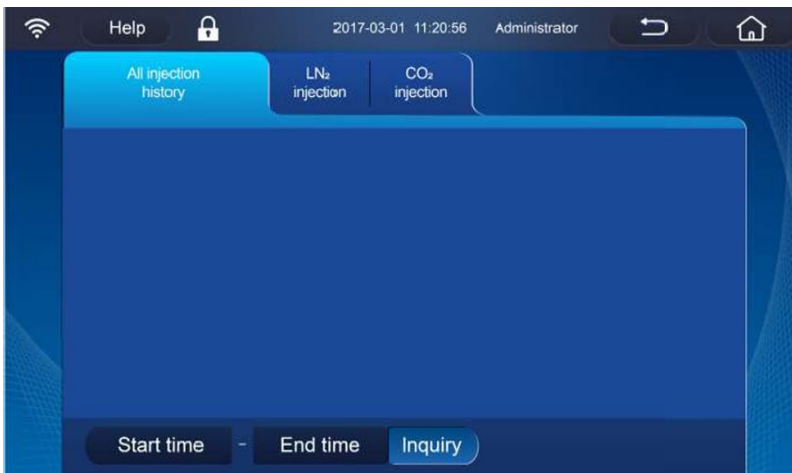 Help 2017-03-01 11:20:56 Administrator
All injection
history
LN₂
injection
CO₂
injection
Start time - End time Inquiry